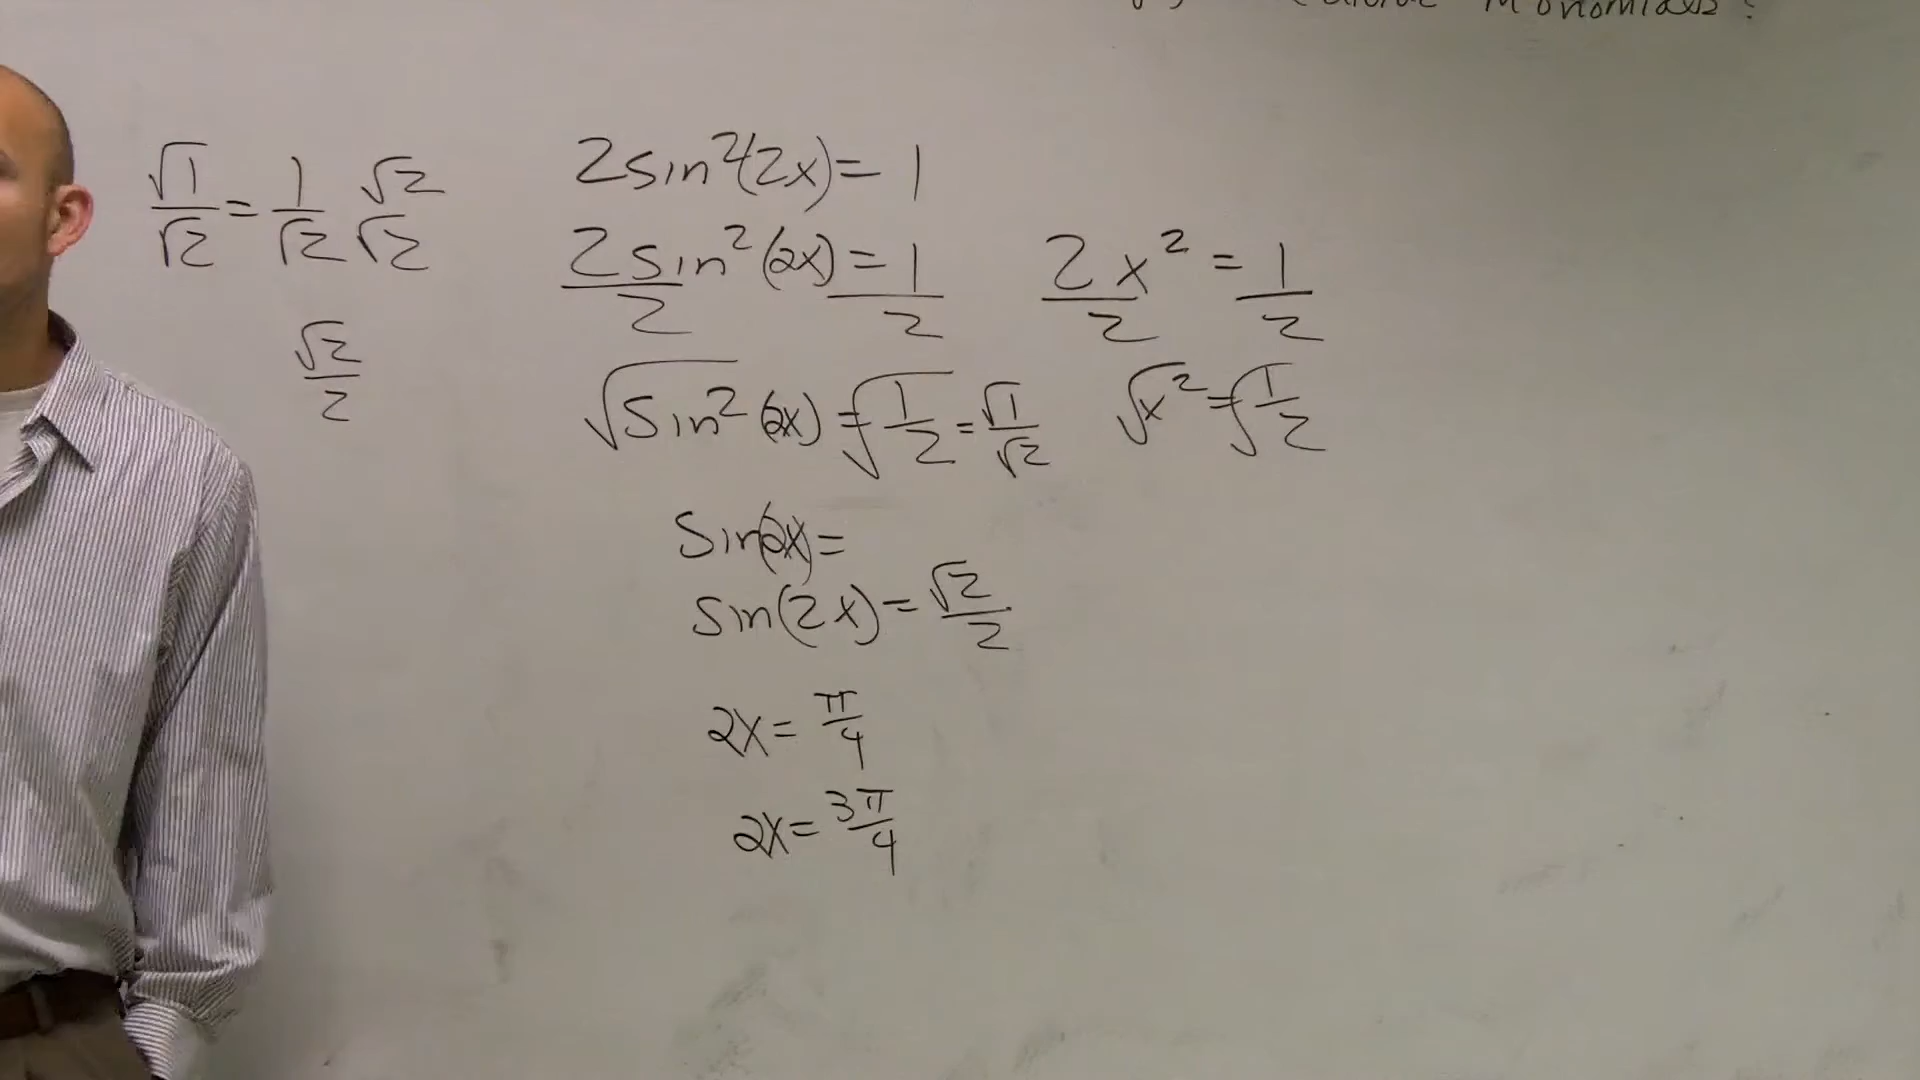 Monomials?
√1/√2 = 1/√2 √2/√2
√2/2
2sin²(2x) = 1
2sin²(2x)/2 = 1/2
√sin²(2x) = √1/2 = √1/√2
sin(2x) =
sin(2x) = √2/2
2x = π/4
2x = 3π/4
2x²/2 = 1/2
√x² = √1/2